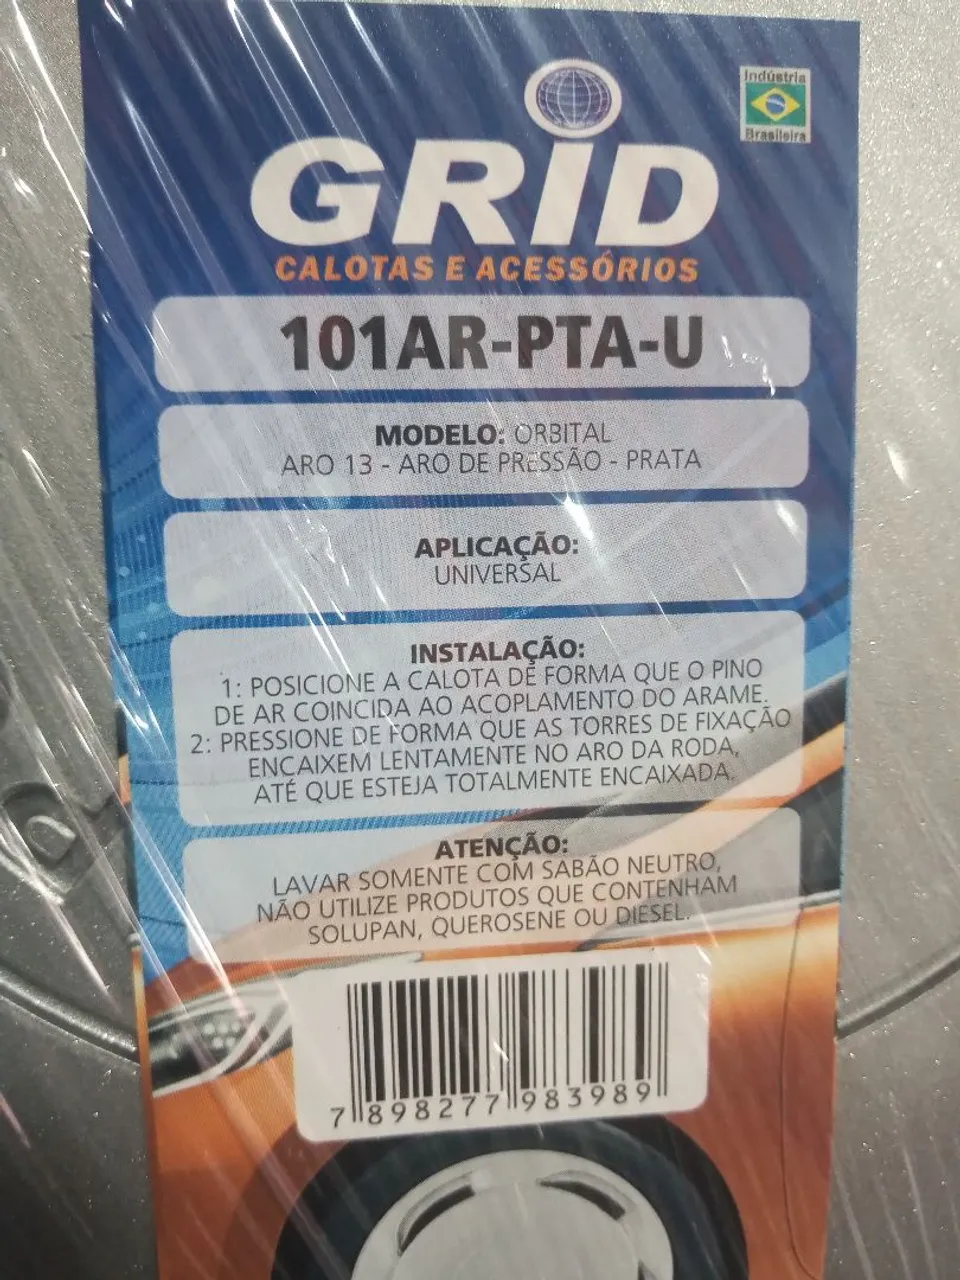 Indústria
Brasileira
GRID
CALOTAS E ACESSÓRIOS
101AR-PTA-U
MODELO: ORBITAL
ARO 13 - ARO DE PRESSÃO - PRATA
APLICAÇÃO:
UNIVERSAL
INSTALAÇÃO:
1: POSICIONE A CALOTA DE FORMA QUE O PINO
DE AR COINCIDA AO ACOPLAMENTO DO ARAME.
2: PRESSIONE DE FORMA QUE AS TORRES DE FIXAÇÃO
ENCAIXEM LENTAMENTE NO ARO DA RODA,
ATÉ QUE ESTEJA TOTALMENTE ENCAIXADA.
ATENÇÃO:
LAVAR SOMENTE COM SABÃO NEUTRO,
NÃO UTILIZE PRODUTOS QUE CONTENHAM
SOLUPAN, QUEROSENE OU DIESEL.
7 898277 983989